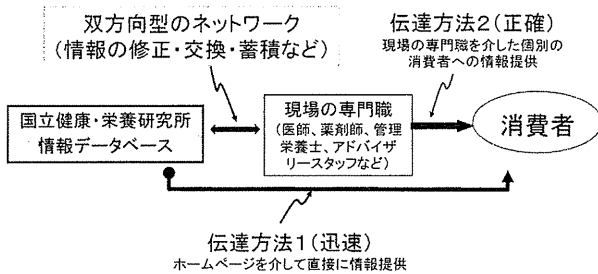 双方向型のネットワーク
(情報の修正・交換・蓄積など)
伝達方法2(正確)
現場の専門職を介した個別の
消費者への情報提供
国立健康・栄養研究所
情報データベース
現場の専門職
(医師、薬剤師、管理
栄養士、アドバイザ
リースタッフなど)
消費者
伝達方法1(迅速)
ホームページを介して直接に情報提供